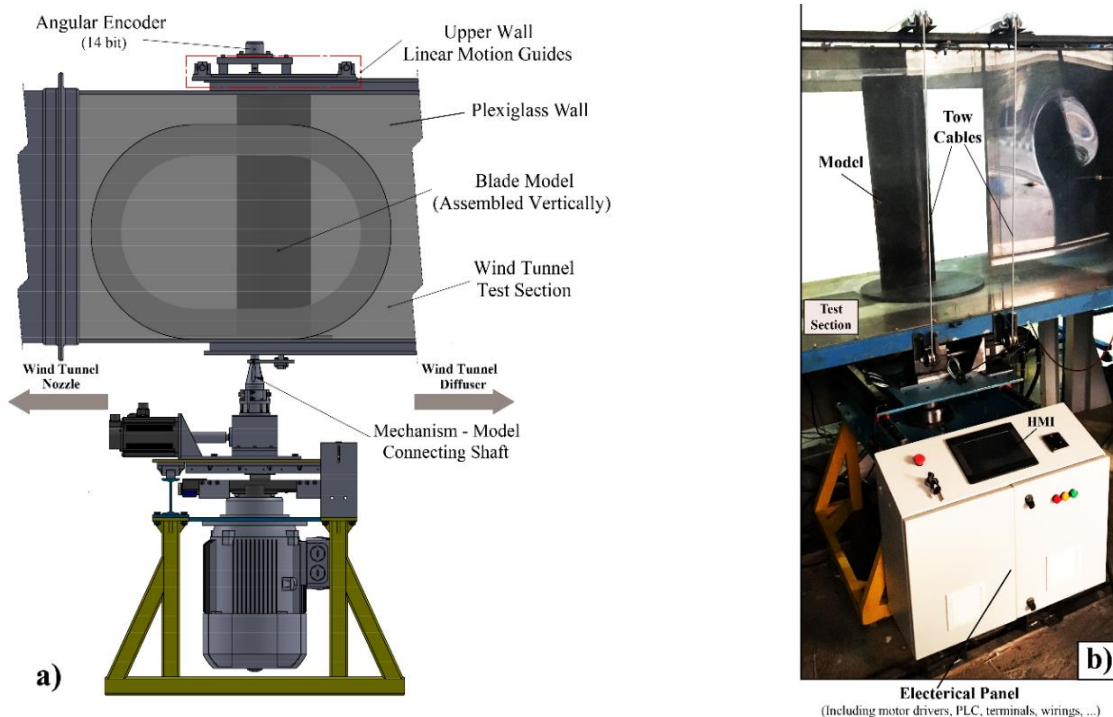 Angular Encoder
(14 bit)
Upper Wall
Linear Motion Guides
Plexiglass Wall
Blade Model
(Assembled Vertically)
Wind Tunnel
Test Section
Wind Tunnel
Nozzle
Wind Tunnel
Diffuser
Mechanism - Model
Connecting Shaft
a)
Tow
Cables
Model
Test
Section
HMI
b)
Electerical Panel
(Including motor drivers, PLC, terminals, wirings, ...)